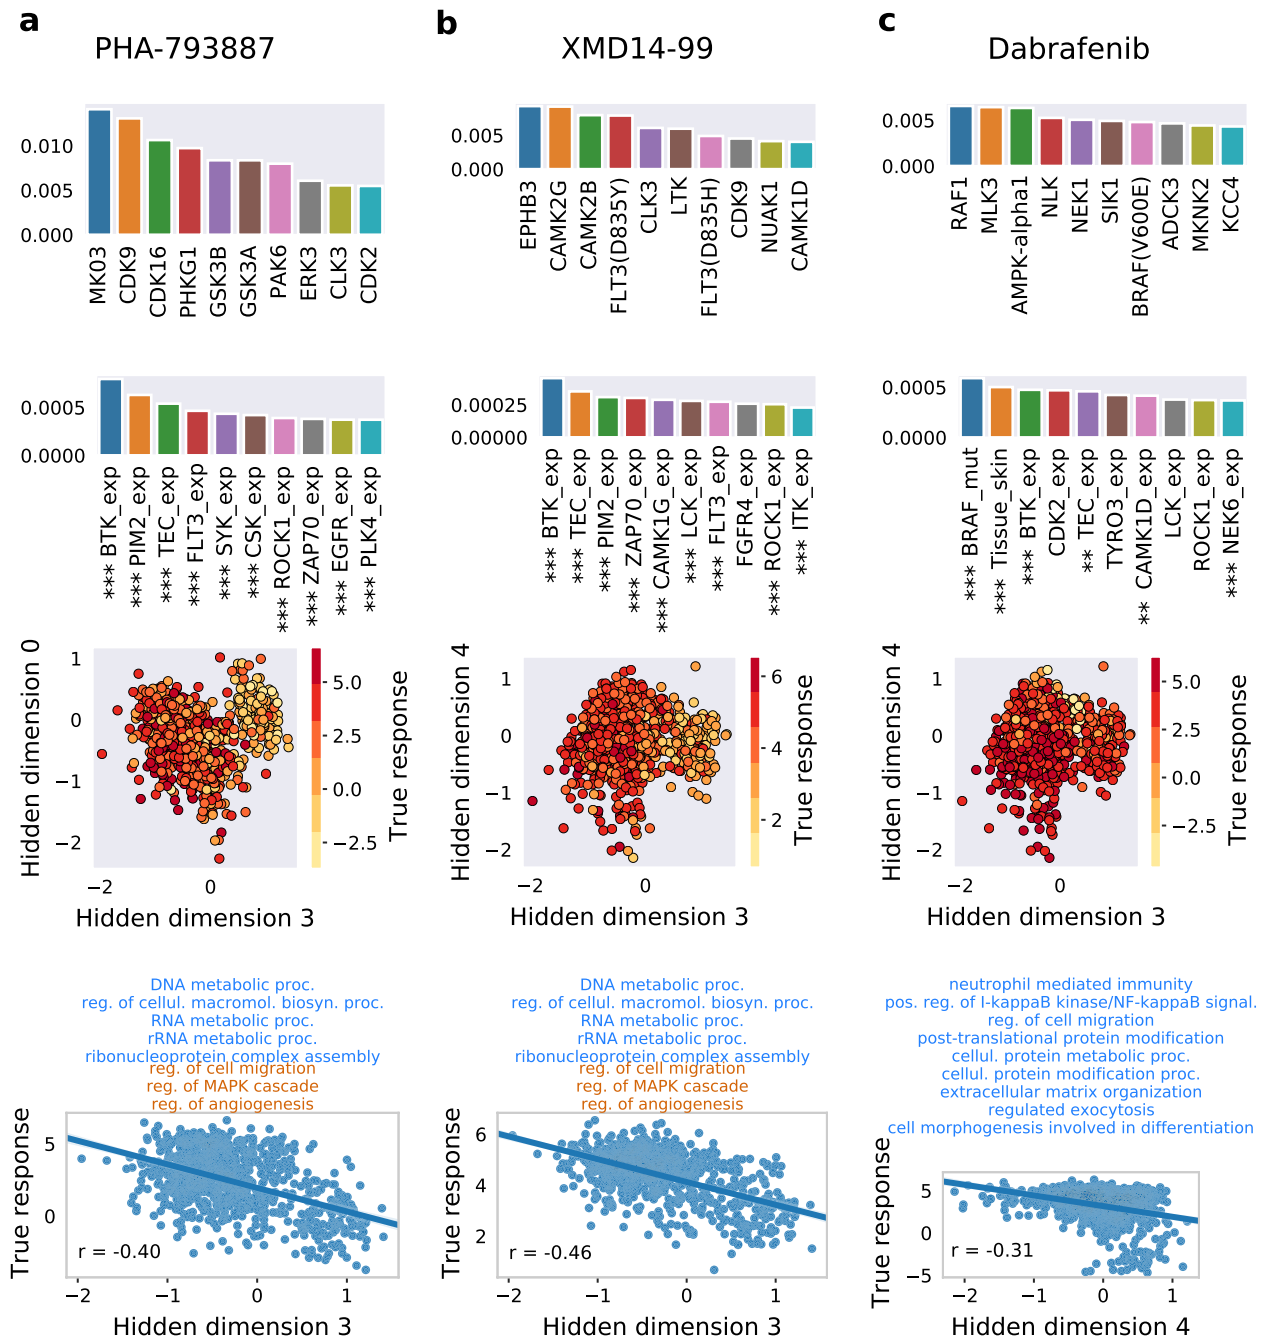 a
PHA-793887
0.010
0.005
0.000
MK03
CDK9
CDK16
PHKG1
GSK3B
GSK3A
PAK6
ERK3
CLK3
CDK2
0.0005
0.0000
*** BTK_exp
*** PIM2_exp
*** TEC_exp
*** FLT3_exp
*** SYK_exp
*** CSK_exp
*** ROCK1_exp
*** ZAP70_exp
*** EGFR_exp
*** PLK4_exp
Hidden dimension 0
1
0
−1
−2
−2
0
Hidden dimension 3
5.0
2.5
0.0
−2.5
True response
DNA metabolic proc.
reg. of cellul. macromol. biosyn. proc.
RNA metabolic proc.
rRNA metabolic proc.
ribonucleoprotein complex assembly
reg. of cell migration
reg. of MAPK cascade
reg. of angiogenesis
True response
5
0
r = -0.40
−2
−1
0
1
Hidden dimension 3
b
XMD14-99
0.005
0.000
EPHB3
CAMK2G
CAMK2B
FLT3(D835Y)
CLK3
LTK
FLT3(D835H)
CDK9
NUAK1
CAMK1D
0.00025
0.00000
*** BTK_exp
*** TEC_exp
*** PIM2_exp
*** ZAP70_exp
*** CAMK1G_exp
*** LCK_exp
*** FLT3_exp
FGFR4_exp
*** ROCK1_exp
*** ITK_exp
Hidden dimension 4
1
0
−1
−2
−2
0
Hidden dimension 3
6
4
2
True response
DNA metabolic proc.
reg. of cellul. macromol. biosyn. proc.
RNA metabolic proc.
rRNA metabolic proc.
ribonucleoprotein complex assembly
reg. of cell migration
reg. of MAPK cascade
reg. of angiogenesis
True response
6
4
2
r = -0.46
−2
−1
0
1
Hidden dimension 3
c
Dabrafenib
0.005
0.000
RAF1
MLK3
AMPK-alpha1
NLK
NEK1
SIK1
BRAF(V600E)
ADCK3
MKNK2
KCC4
0.0005
0.0000
*** BRAF_mut
*** Tissue_skin
*** BTK_exp
CDK2_exp
** TEC_exp
TYRO3_exp
** CAMK1D_exp
LCK_exp
ROCK1_exp
*** NEK6_exp
Hidden dimension 4
1
0
−1
−2
−2
0
Hidden dimension 3
5.0
2.5
0.0
−2.5
True response
neutrophil mediated immunity
pos. reg. of I-kappaB kinase/NF-kappaB signal.
reg. of cell migration
post-translational protein modification
cellul. protein metabolic proc.
cellul. protein modification proc.
extracellular matrix organization
regulated exocytosis
cell morphogenesis involved in differentiation
True response
5
0
−5
r = -0.31
−2
−1
0
1
Hidden dimension 4